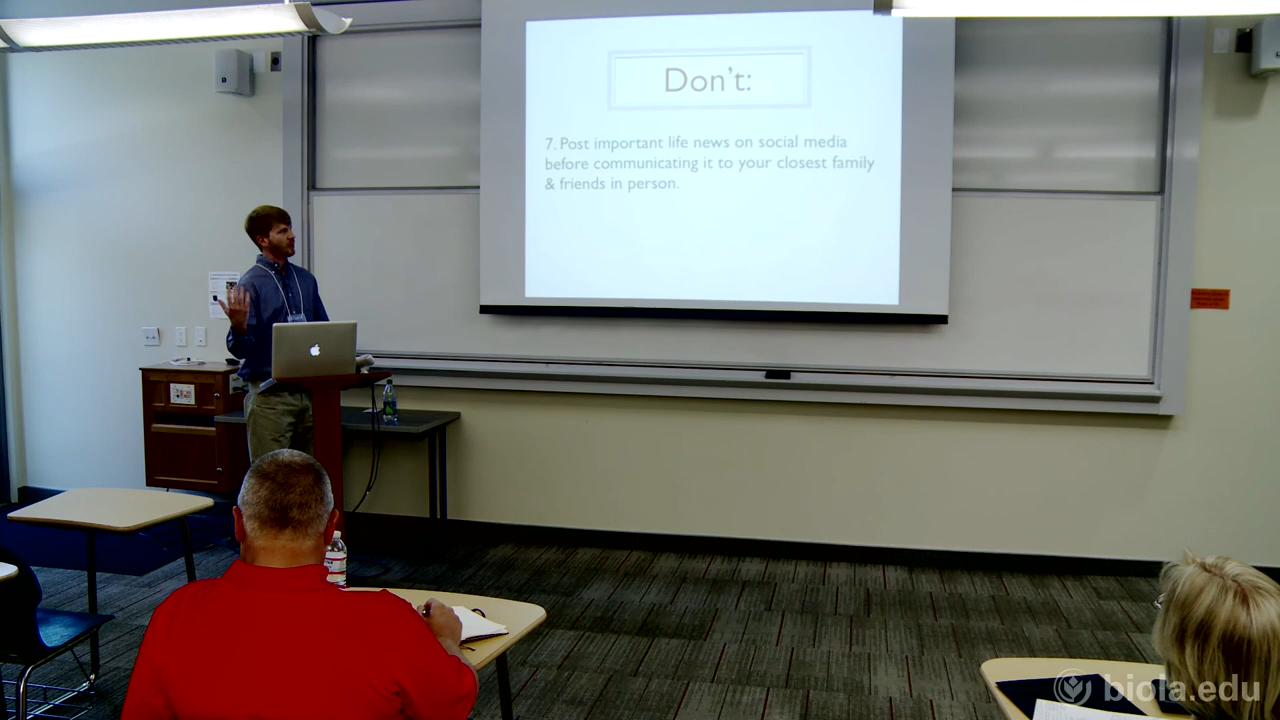 Don't:
7. Post important life news on social media
before communicating it to your closest family
& friends in person.
biola.edu